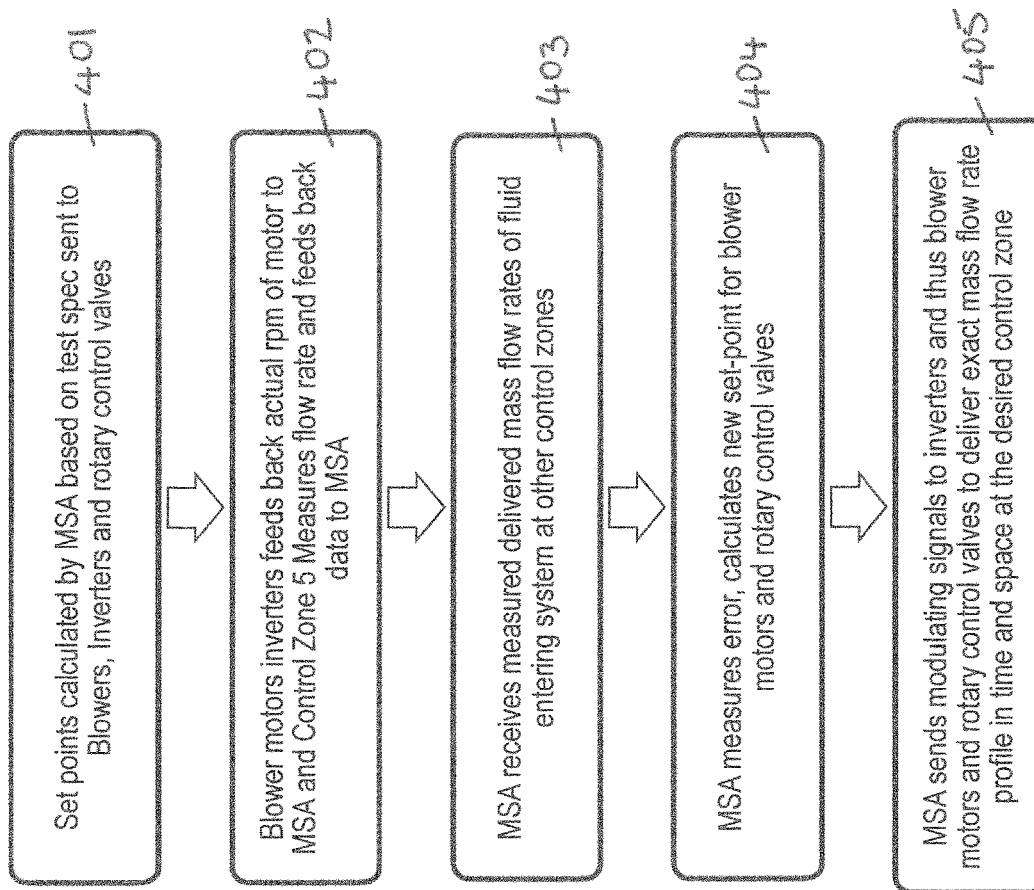 Set points calculated by MSA based on test spec sent to
Blowers, Inverters and rotary control valves
401
Blower motors inverters feeds back actual rpm of motor to
MSA and Control Zone 5 Measures flow rate and feeds back
data to MSA
402
MSA receives measured delivered mass flow rates of fluid
entering system at other control zones
403
MSA measures error, calculates new set-point for blower
motors and rotary control valves
404
MSA sends modulating signals to inverters and thus blower
motors and rotary control valves to deliver exact mass flow rate
profile in time and space at the desired control zone
405